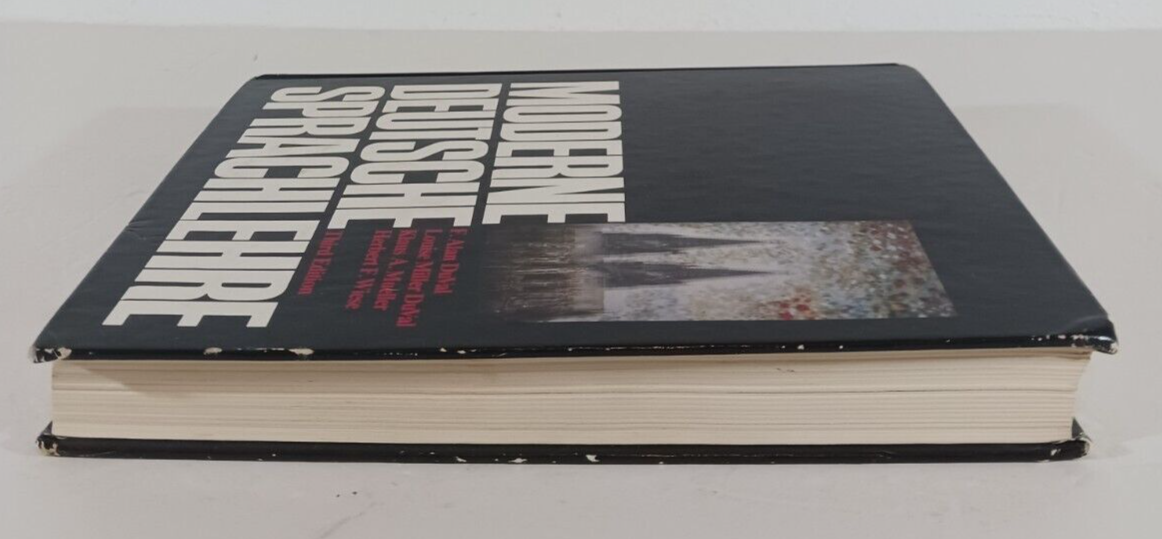 MODERNE
DEUTSCHE
SPRACHLEHRE
F. Alan DuVal
Louise Miller DuVal
Klaus A. Mueller
Herbert F. Wiese
Third Edition